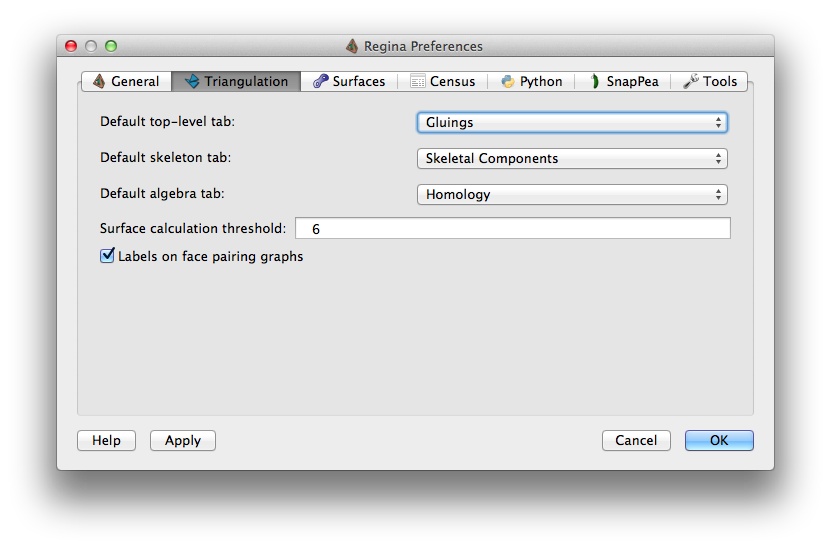 Regina Preferences
General Triangulation Surfaces Census Python SnapPea Tools
Default top-level tab: Gluings
Default skeleton tab: Skeletal Components
Default algebra tab: Homology
Surface calculation threshold: 6
Labels on face pairing graphs
Help Apply Cancel OK